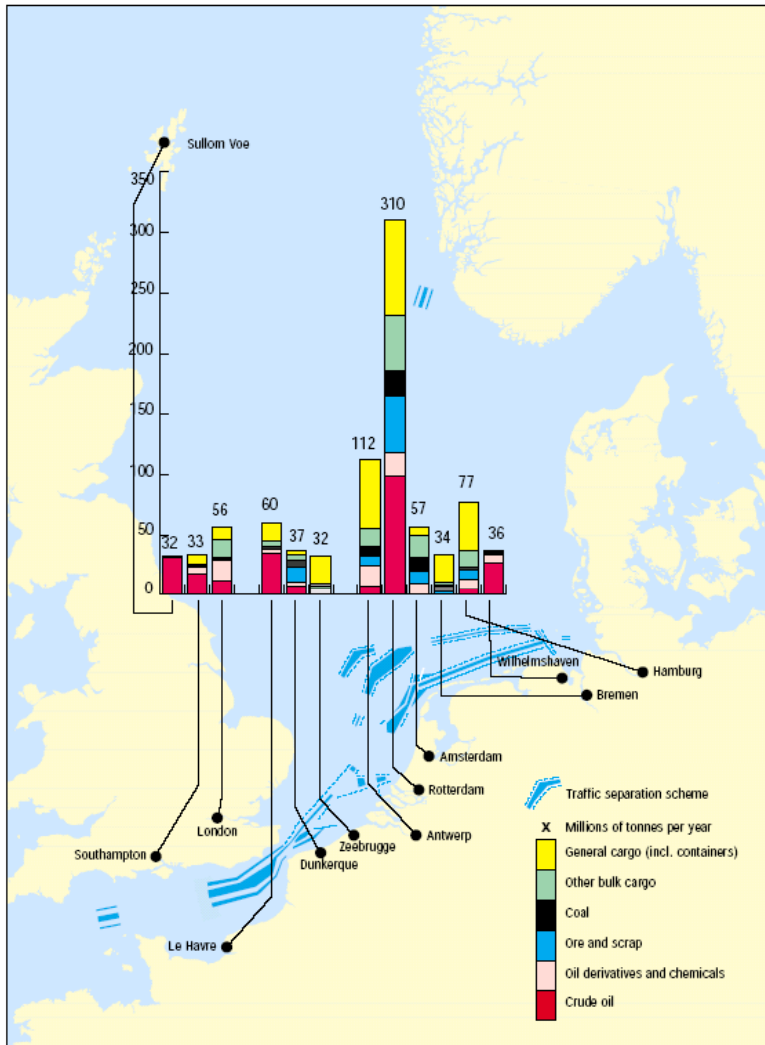 Sullom Voe
350
300
250
200
150
100
50
0
32
33
56
60
37
32
112
310
57
34
77
36
Wilhelmshaven
Hamburg
Bremen
Amsterdam
Rotterdam
Antwerp
Zeebrugge
Dunkerque
London
Southampton
Le Havre
Traffic separation scheme
x Millions of tonnes per year
General cargo (incl. containers)
Other bulk cargo
Coal
Ore and scrap
Oil derivatives and chemicals
Crude oil